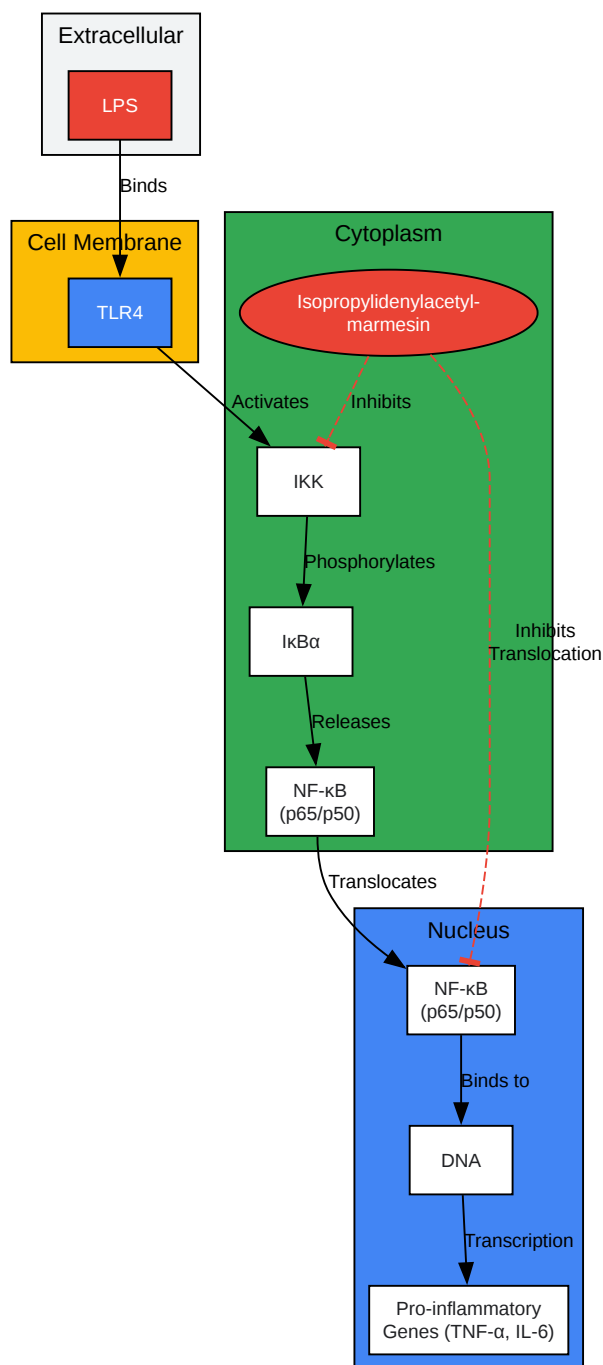 Extracellular
LPS
Binds
Cell Membrane
TLR4
Cytoplasm
Isopropylidenylacetyl-
marmesin
Activates
Inhibits
IKK
Phosphorylates
IκBα
Inhibits
Translocation
Releases
NF-κB
(p65/p50)
Translocates
Nucleus
NF-κB
(p65/p50)
Binds to
DNA
Transcription
Pro-inflammatory
Genes (TNF-α, IL-6)